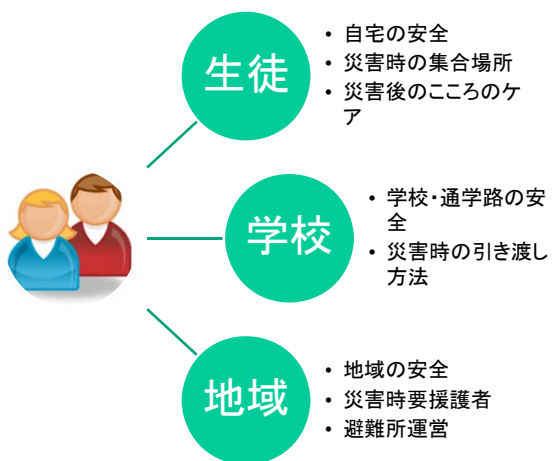 生徒
• 自宅の安全
• 災害時の集合場所
• 災害後のこころのケ
ア
学校
• 学校・通学路の安
全
• 災害時の引き渡し
方法
地域
• 地域の安全
• 災害時要援護者
• 避難所運営